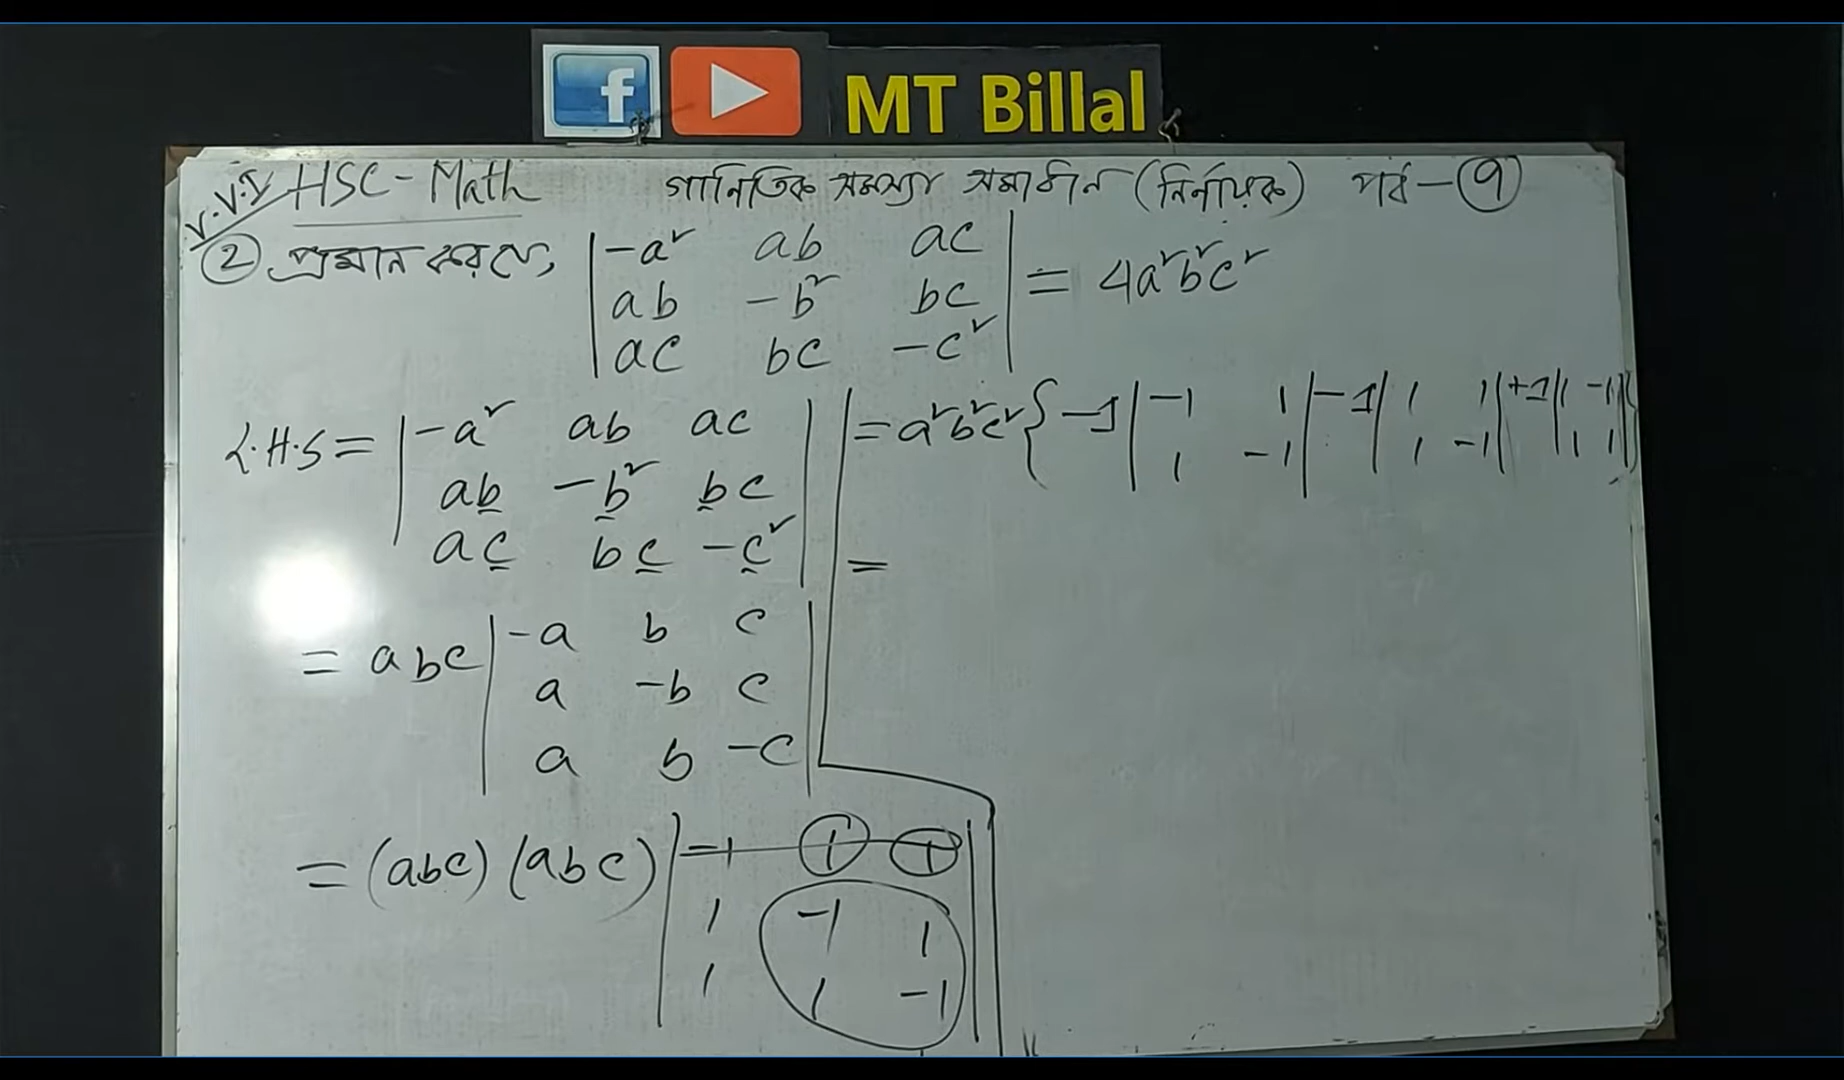 MT Billal
V.V.I HSC - Math গানিতিক সমস্যা সমাধান (নির্নায়ক) পর্ব - ৭
② প্রমান কর যে, | -a² ab ac | = 4a²b²c²
| ab -b² bc |
| ac bc -c² |
L.H.S = | -a² ab ac |
| ab -b² bc |
| ac bc -c² |
= abc | -a b c |
| a -b c |
| a b -c |
= (abc) (abc) | -1 1 1 |
| 1 -1 1 |
| 1 1 -1 |
= a²b²c² { -1 | -1 1 | -1 | 1 1 | +1 | 1 -1 | }
| 1 -1 | | 1 -1 | | 1 1 |
=